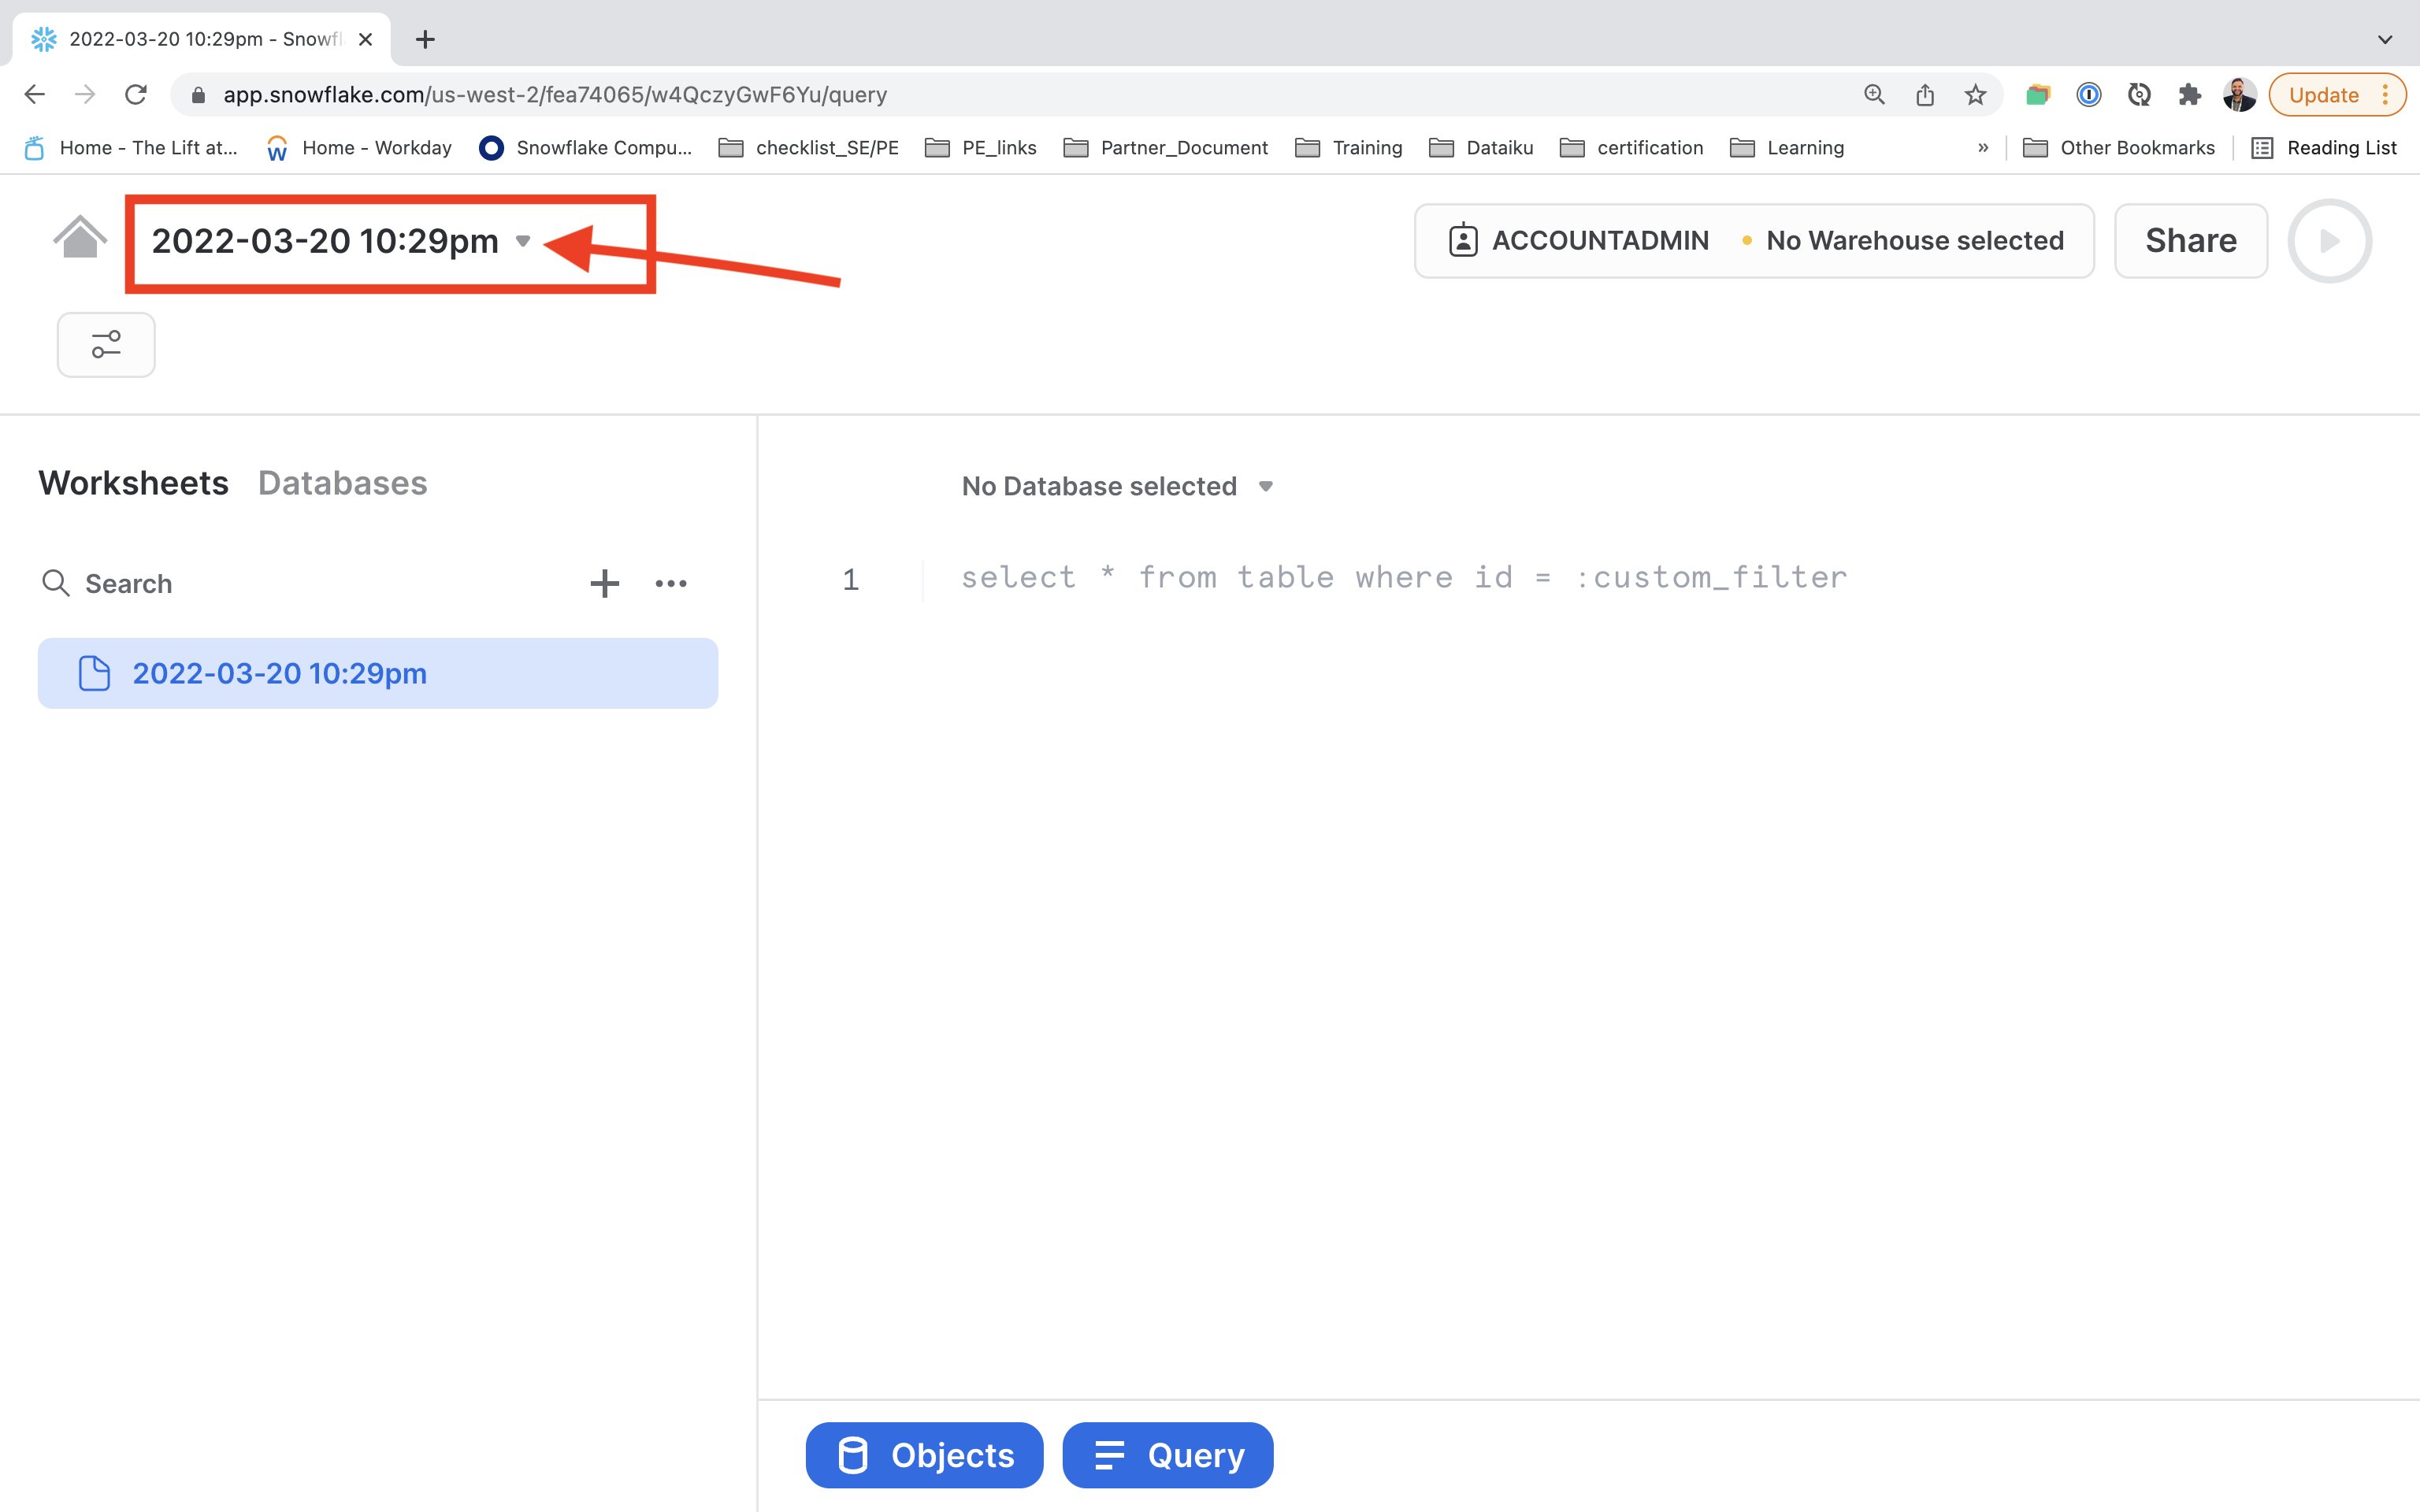 2022-03-20 10:29pm - Snowfl
app.snowflake.com/us-west-2/fea74065/w4QczyGwF6Yu/query
Update
Home - The Lift at... Home - Workday Snowflake Compu... checklist_SE/PE PE_links Partner_Document Training Dataiku certification Learning » Other Bookmarks Reading List
2022-03-20 10:29pm ACCOUNTADMIN No Warehouse selected Share
Worksheets Databases
No Database selected
Search
1 select * from table where id = :custom_filter
2022-03-20 10:29pm
Objects Query